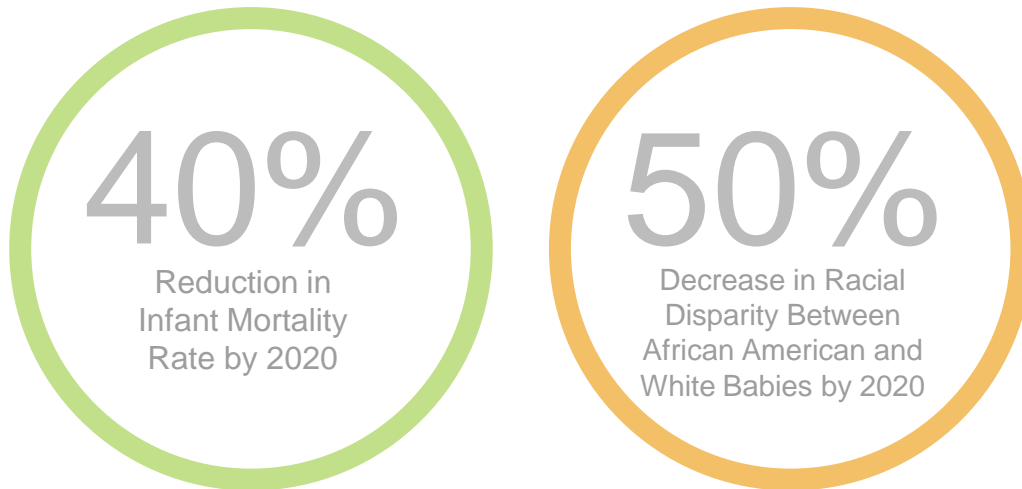 40%
Reduction in
Infant Mortality
Rate by 2020
50%
Decrease in Racial
Disparity Between
African American and
White Babies by 2020